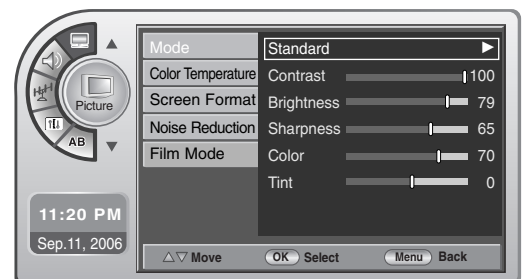 Mode
Color Temperature
Screen Format
Noise Reduction
Film Mode
Standard
Contrast 100
Brightness 79
Sharpness 65
Color 70
Tint 0
Picture
AB
11:20 PM
Sep.11, 2006
Move
OK Select
Menu Back